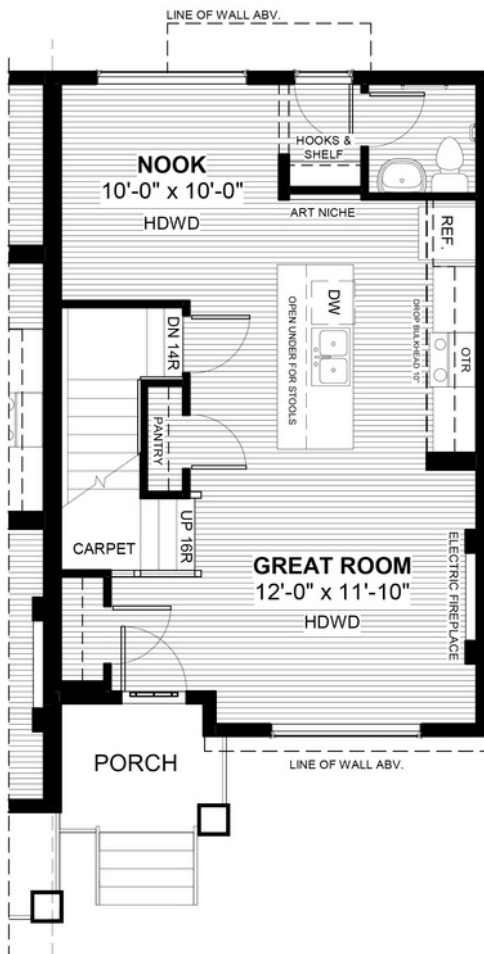 LINE OF WALL ABV.
HOOKS &
SHELF
NOOK
10'-0" x 10'-0"
HDWD
ART NICHE
REF.
DW
OPEN UNDER FOR STOOLS
DROP BULKHEAD 10"
OTR
DN 14R
PANTRY
UP 16R
CARPET
GREAT ROOM
12'-0" x 11'-10"
HDWD
ELECTRIC FIREPLACE
PORCH
LINE OF WALL ABV.